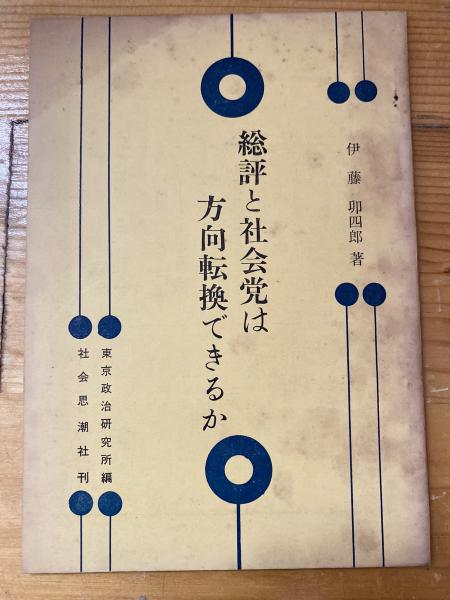 伊藤卯四郎著
総評と社会党は
方向転換できるか
東京政治研究所編
社会思潮社刊